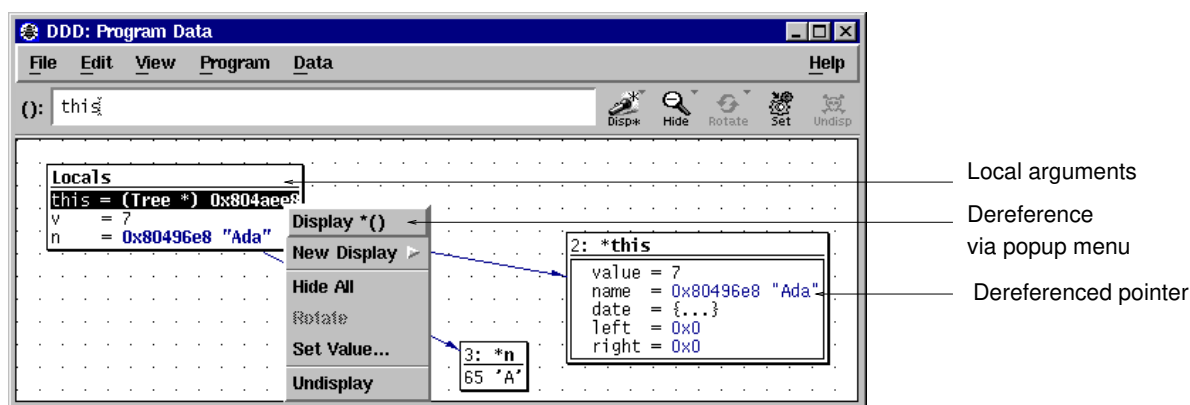 DDD: Program Data
File Edit View Program Data Help
(): this
Disp* Hide Rotate Set Undisp
Locals
this = (Tree *) 0x804aee8
v = 7
n = 0x80496e8 "Ada"
Display *()
New Display
Hide All
Rotate
Set Value...
Undisplay
2: *this
value = 7
name = 0x80496e8 "Ada"
date = {...}
left = 0x0
right = 0x0
3: *n
65 'A'
Local arguments
Dereference
via popup menu
Dereferenced pointer